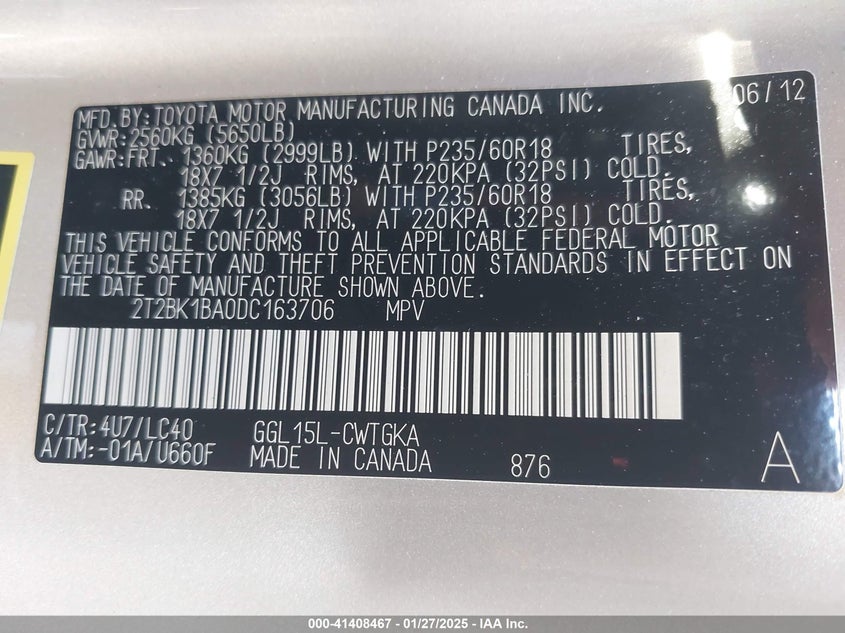 MFD. BY: TOYOTA MOTOR MANUFACTURING CANADA INC. 06/12
GVWR: 2560KG (5650LB)
GAWR: FRT. 1360KG (2999LB) WITH P235/60R18 TIRES,
18X7 1/2J RIMS, AT 220KPA (32PSI) COLD.
RR. 1385KG (3056LB) WITH P235/60R18 TIRES,
18X7 1/2J RIMS, AT 220KPA (32PSI) COLD.
THIS VEHICLE CONFORMS TO ALL APPLICABLE FEDERAL MOTOR
VEHICLE SAFETY AND THEFT PREVENTION STANDARDS IN EFFECT ON
THE DATE OF MANUFACTURE SHOWN ABOVE.
2T2BK1BA0DC163706 MPV
C/TR: 4U7/LC40 GGL15L-CWTGKA
A/TM: -01A/U660F MADE IN CANADA 876 A
000-41408467 - 01/27/2025 - IAA Inc.